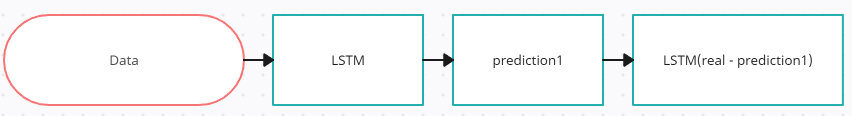 Data
LSTM
prediction1
LSTM(real - prediction1)